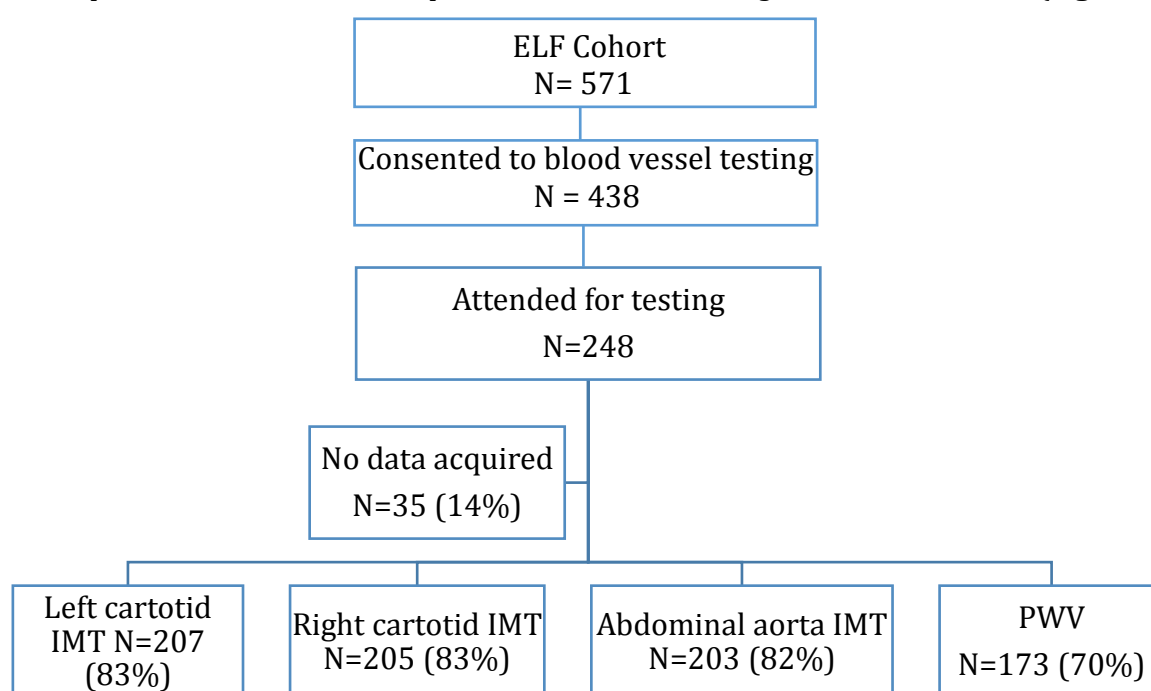 ELF Cohort
N= 571
Consented to blood vessel testing
N = 438
Attended for testing
N=248
No data acquired
N=35 (14%)
Left cartotid
IMT N=207
(83%)
Right cartotid IMT
N=205 (83%)
Abdominal aorta IMT
N=203 (82%)
PWV
N=173 (70%)